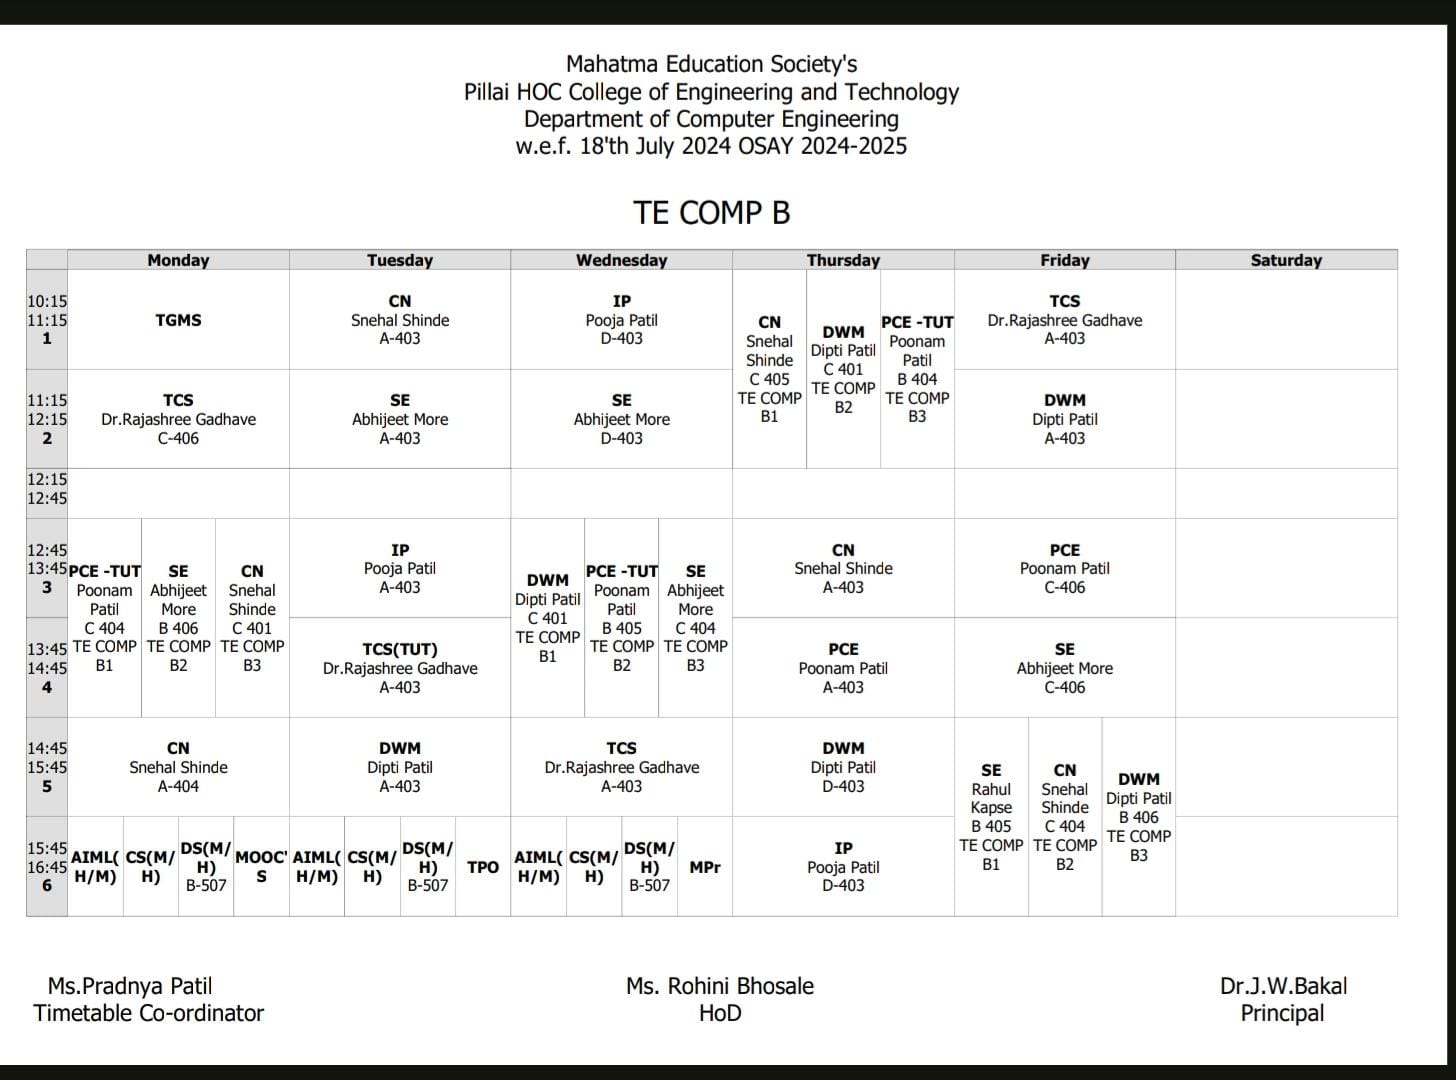 Mahatma Education Society's
Pillai HOC College of Engineering and Technology
Department of Computer Engineering
w.e.f. 18'th July 2024 OSAY 2024-2025
TE COMP B
Monday Tuesday Wednesday Thursday Friday Saturday
10:15
11:15
1
TGMS
CN
Snehal Shinde
A-403
IP
Pooja Patil
D-403
CN
Snehal
Shinde
C 405
TE COMP
B1
DWM
Dipti Patil
C 401
TE COMP
B2
PCE -TUT
Poonam
Patil
B 404
TE COMP
B3
TCS
Dr.Rajashree Gadhave
A-403
11:15
12:15
2
TCS
Dr.Rajashree Gadhave
C-406
SE
Abhijeet More
A-403
SE
Abhijeet More
D-403
DWM
Dipti Patil
A-403
12:15
12:45
12:45
13:45
3
PCE -TUT
Poonam
Patil
C 404
TE COMP
B1
SE
Abhijeet
More
B 406
TE COMP
B2
CN
Snehal
Shinde
C 401
TE COMP
B3
IP
Pooja Patil
A-403
DWM
Dipti Patil
C 401
TE COMP
B1
PCE -TUT
Poonam
Patil
B 405
TE COMP
B2
SE
Abhijeet
More
C 404
TE COMP
B3
CN
Snehal Shinde
A-403
PCE
Poonam Patil
C-406
13:45
14:45
4
TCS(TUT)
Dr.Rajashree Gadhave
A-403
PCE
Poonam Patil
A-403
SE
Abhijeet More
C-406
14:45
15:45
5
CN
Snehal Shinde
A-404
DWM
Dipti Patil
A-403
TCS
Dr.Rajashree Gadhave
A-403
DWM
Dipti Patil
D-403
SE
Rahul
Kapse
B 405
TE COMP
B1
CN
Snehal
Shinde
C 404
TE COMP
B2
DWM
Dipti Patil
B 406
TE COMP
B3
15:45
16:45
6
AIML(
H/M)
CS(M/
H)
DS(M/
H)
B-507
MOOC'
S
AIML(
H/M)
CS(M/
H)
DS(M/
H)
B-507
TPO
AIML(
H/M)
CS(M/
H)
DS(M/
H)
B-507
MPr
IP
Pooja Patil
D-403
Ms.Pradnya Patil
Timetable Co-ordinator
Ms. Rohini Bhosale
HoD
Dr.J.W.Bakal
Principal